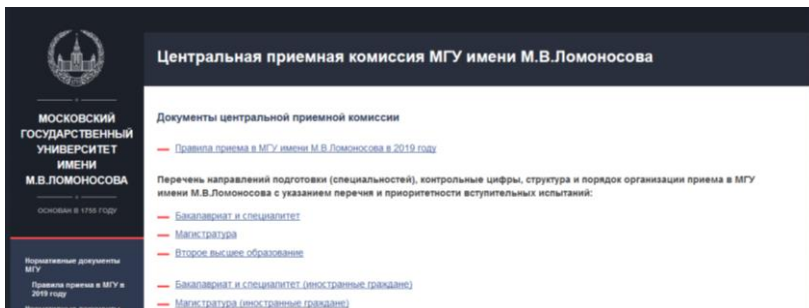 Центральная приемная комиссия МГУ имени М.В.Ломоносова
МОСКОВСКИЙ
ГОСУДАРСТВЕННЫЙ
УНИВЕРСИТЕТ
ИМЕНИ
М.В.ЛОМОНОСОВА
ОСНОВАН В 1755 ГОДУ
Нормативные документы
МГУ
Правила приема в МГУ в
2019 году
Документы центральной приемной комиссии
Правила приема в МГУ имени М.В.Ломоносова в 2019 году
Перечень направлений подготовки (специальностей), контрольные цифры, структура и порядок организации приема в МГУ
имени М.В.Ломоносова с указанием перечня и приоритетности вступительных испытаний:
Бакалавриат и специалитет
Магистратура
Второе высшее образование
Бакалавриат и специалитет (иностранные граждане)
Магистратура (иностранные граждане)